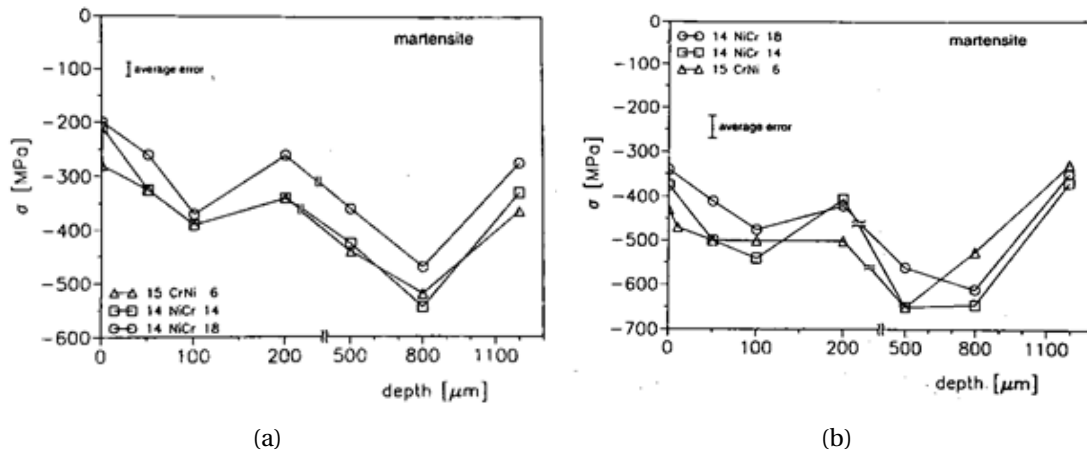 0
−100
−200
−300
−400
−500
−600
σ [MPa]
martensite
average error
15 CrNi 6
14 NiCr 14
14 NiCr 18
0 100 200 500 800 1100
depth [μm]
(a)
0
−100
−200
−300
−400
−500
−600
−700
σ [MPa]
14 NiCr 18
14 NiCr 14
15 CrNi 6
martensite
average error
0 100 200 500 800 1100
depth. [μm]
(b)